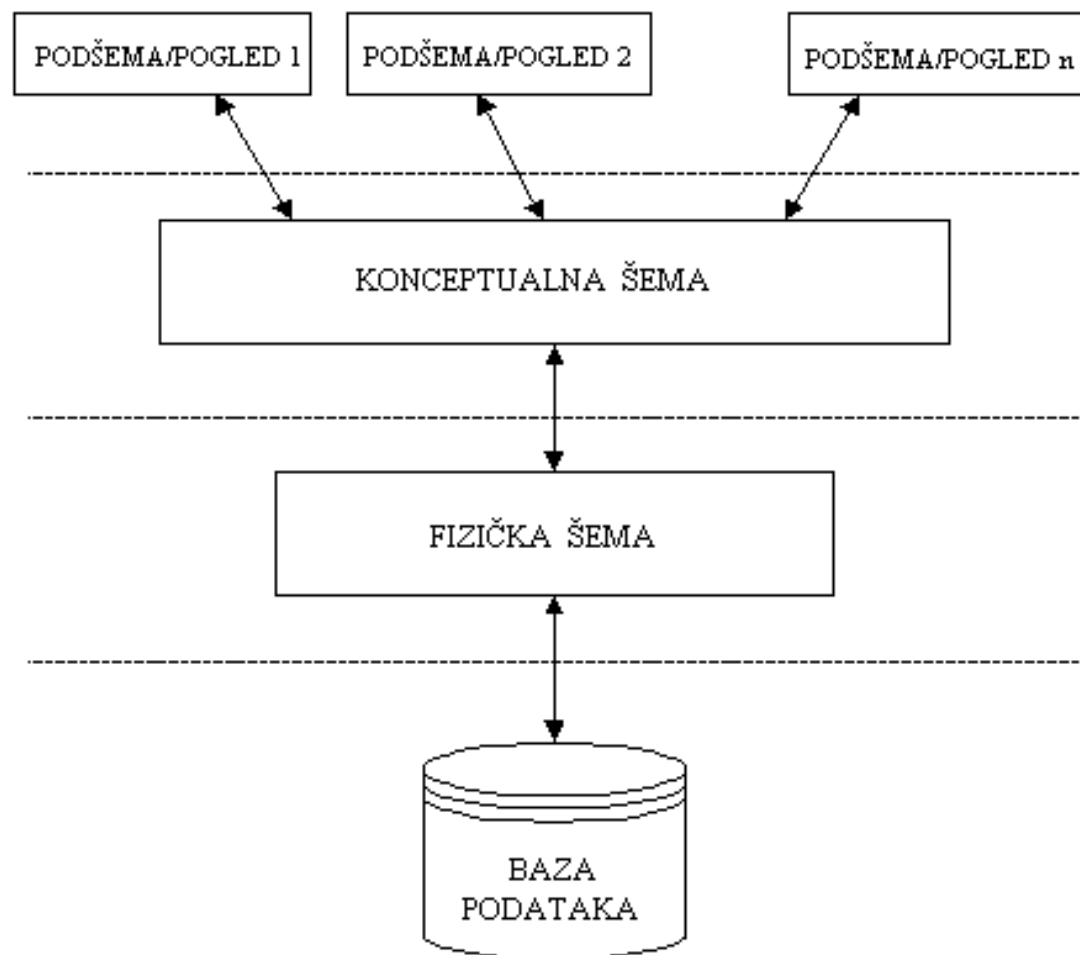 PODŠEMA/POGLED 1
PODŠEMA/POGLED 2
PODŠEMA/POGLED n
KONCEPTUALNA ŠEMA
FIZIČKA ŠEMA
BAZA
PODATAKA